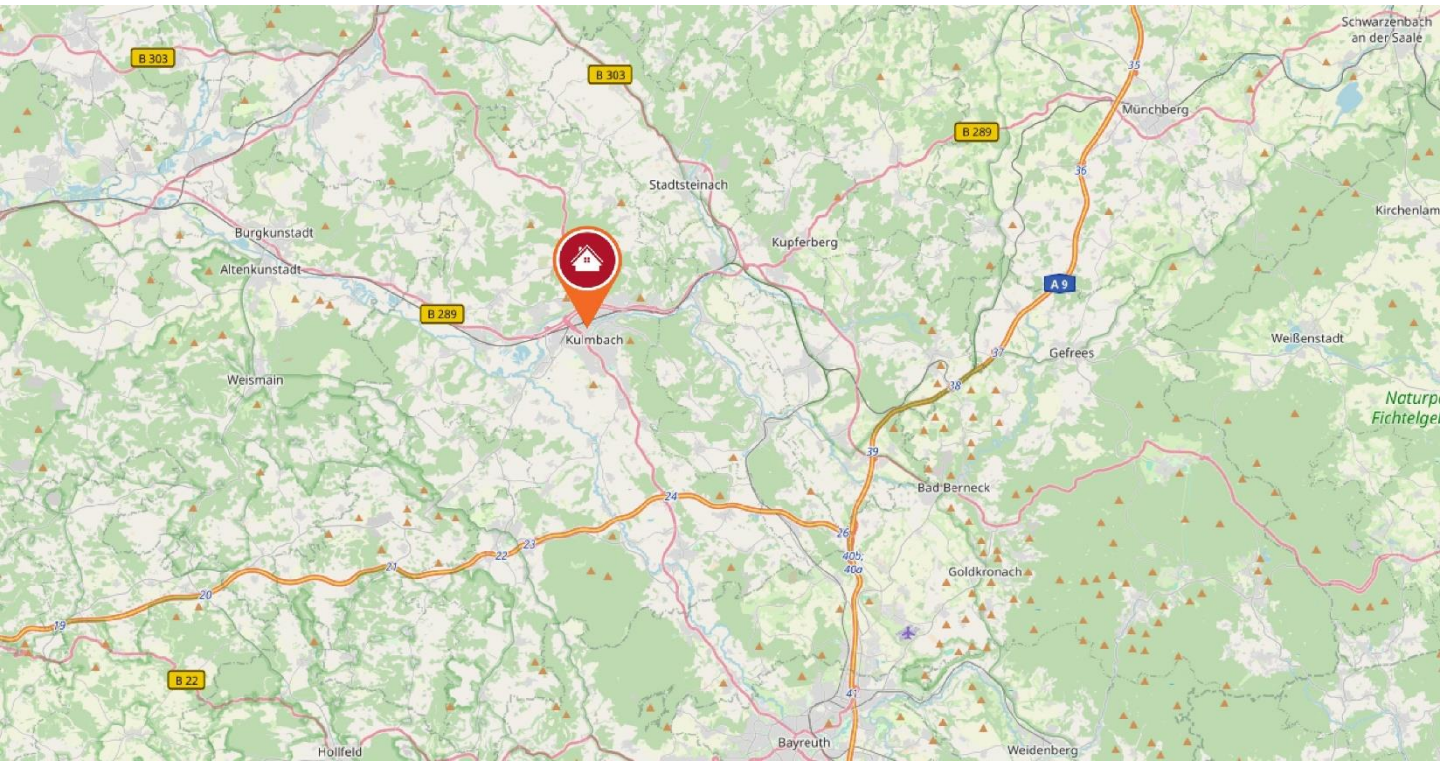 Schwarzenbach
an der Saale
B 303
B 303
35
Münchberg
B 289
36
Stadtsteinach
Kirchenlam
Burgkunstadt
Kupferberg
Altenkunstadt
A 9
B 289
Kulmbach
Weißenstadt
37
Gefrees
Weismain
38
Naturp
Fichtelge
39
Bad Berneck
24
26
23
22
40b;
40a
21
Goldkronach
20
19
B 22
41
Bayreuth
Hollfeld
Weidenberg